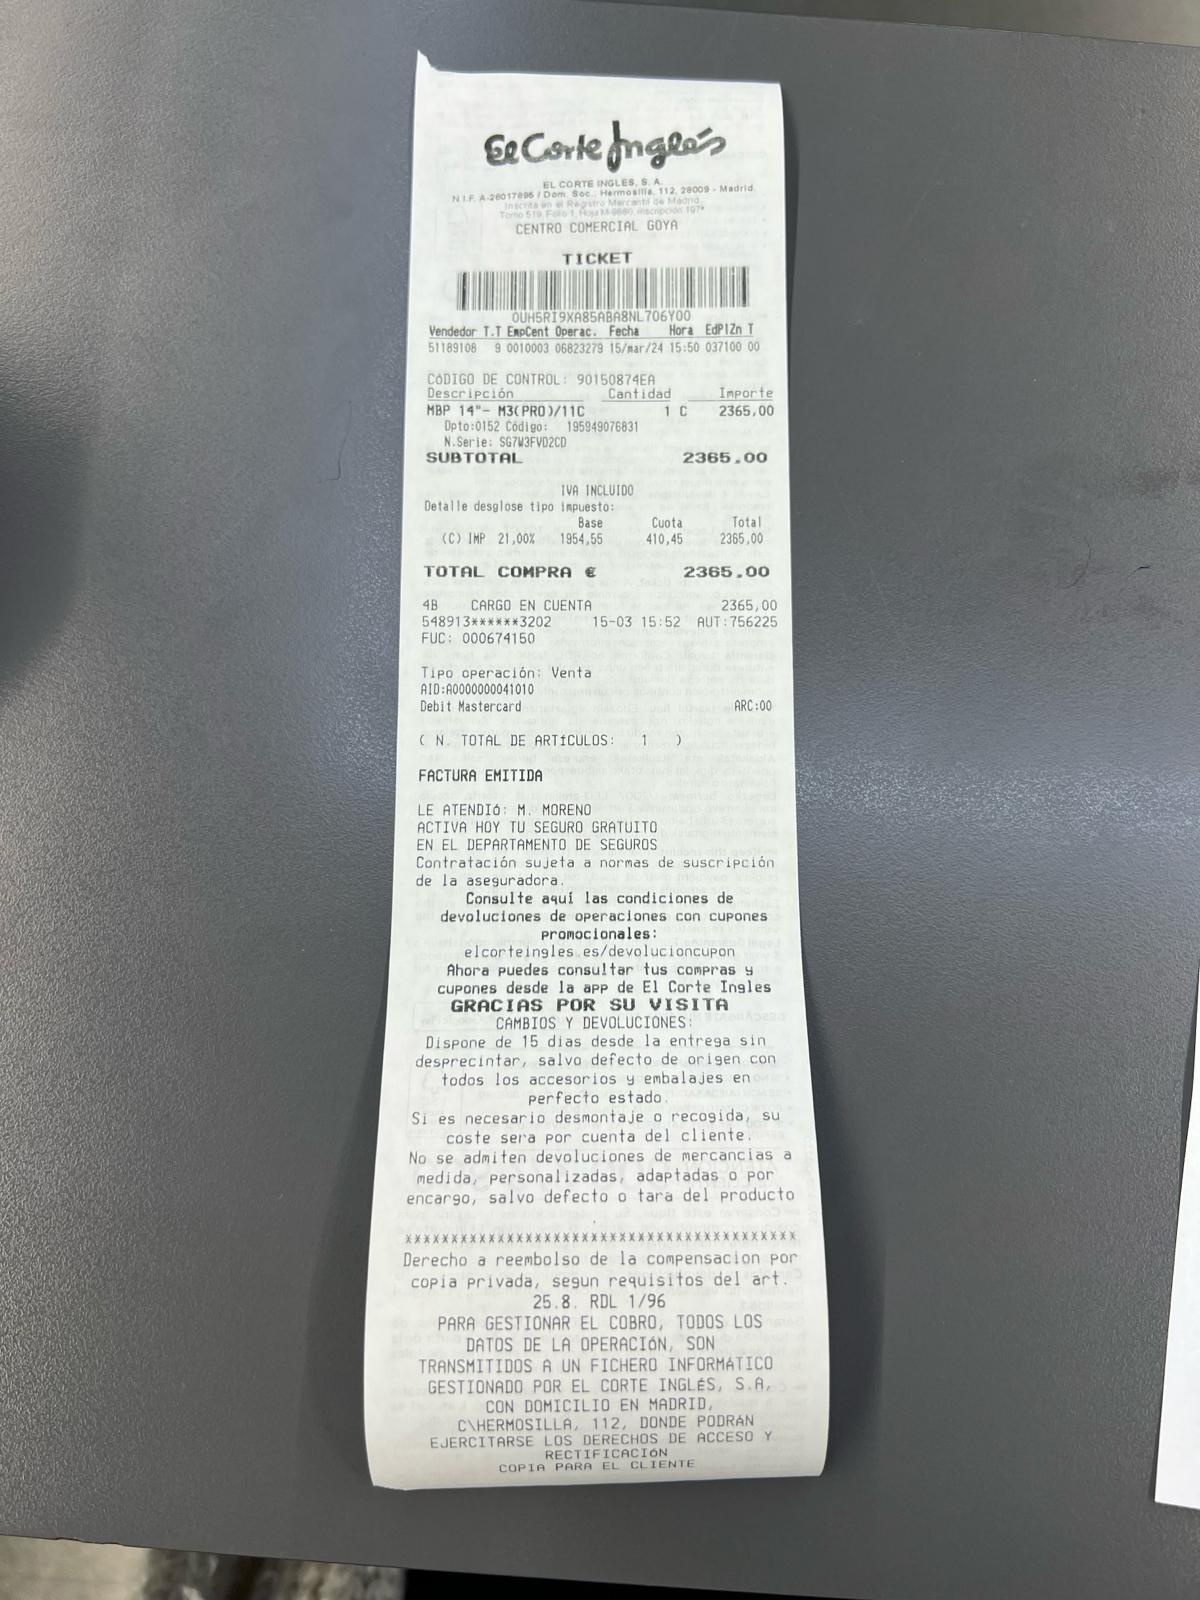 El Corte Inglés
EL CORTE INGLES, S. A.
N.I.F. A-28017895 / Dom. Soc.: Hermosilla, 112, 28009 - Madrid.
Inscrita en el Registro Mercantil de Madrid,
Tomo 519, Folio 1, Hoja M-9880, inscripción 197ª
CENTRO COMERCIAL GOYA
TICKET
0UH5RI9XA85ABA8NL706Y00
Vendedor T.T EmpCent Operac. Fecha Hora EdPlZn T
51189108 9 0010003 06823279 15/mar/24 15:50 037100 00
CóDIGO DE CONTROL: 90150874EA
Descripción Cantidad Importe
MBP 14"- M3(PRO)/11C 1 C 2365,00
Dpto:0152 Código: 195949076831
N.Serie: SG7W3FVD2CD
SUBTOTAL 2365,00
IVA INCLUIDO
Detalle desglose tipo impuesto:
Base Cuota Total
(C) IMP 21,00% 1954,55 410,45 2365,00
TOTAL COMPRA € 2365,00
4B CARGO EN CUENTA 2365,00
548913******3202 15-03 15:52 AUT:756225
FUC: 000674150
Tipo operación: Venta
AID:A0000000041010
Debit Mastercard ARC:00
( N. TOTAL DE ARTíCULOS: 1 )
FACTURA EMITIDA
LE ATENDIó: M. MORENO
ACTIVA HOY TU SEGURO GRATUITO
EN EL DEPARTAMENTO DE SEGUROS
Contratación sujeta a normas de suscripción
de la aseguradora.
Consulte aquí las condiciones de
devoluciones de operaciones con cupones
promocionales:
elcorteingles.es/devolucioncupon
Ahora puedes consultar tus compras y
cupones desde la app de El Corte Ingles
GRACIAS POR SU VISITA
CAMBIOS Y DEVOLUCIONES:
Dispone de 15 dias desde la entrega sin
desprecintar, salvo defecto de origen con
todos los accesorios y embalajes en
perfecto estado.
Si es necesario desmontaje o recogida, su
coste sera por cuenta del cliente.
No se admiten devoluciones de mercancias a
medida, personalizadas, adaptadas o por
encargo, salvo defecto o tara del producto
.
******************************************
Derecho a reembolso de la compensacion por
copia privada, segun requisitos del art.
25.8. RDL 1/96
PARA GESTIONAR EL COBRO, TODOS LOS
DATOS DE LA OPERACIóN, SON
TRANSMITIDOS A UN FICHERO INFORMáTICO
GESTIONADO POR EL CORTE INGLéS, S.A,
CON DOMICILIO EN MADRID,
C\HERMOSILLA, 112, DONDE PODRáN
EJERCITARSE LOS DERECHOS DE ACCESO Y
RECTIFICACIóN
COPIA PARA EL CLIENTE